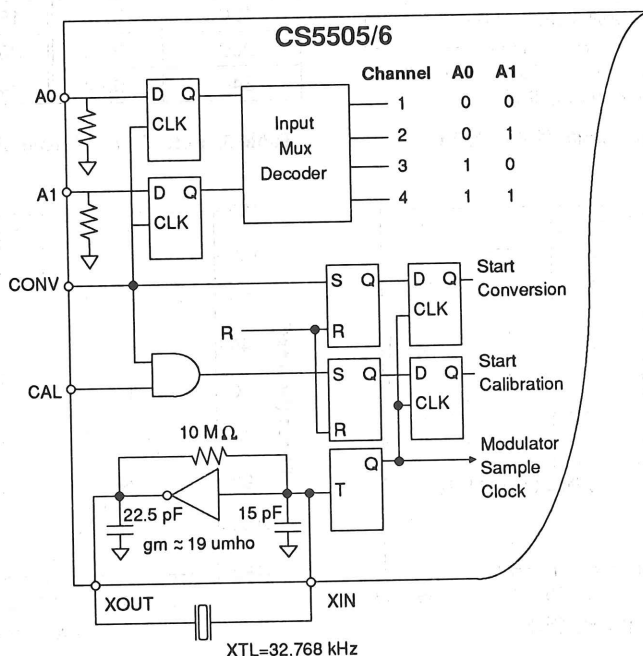 CS5505/6
Channel A0 A1
A0
D Q
CLK
Input
Mux
Decoder
1 0 0
2 0 1
3 1 0
4 1 1
A1
D Q
CLK
CONV
S Q
R
D Q
CLK
Start
Conversion
R
CAL
S Q
R
D Q
CLK
Start
Calibration
10 MΩ
22.5 pF
15 pF
gm ≈ 19 umho
T
Q
Modulator
Sample
Clock
XOUT
XIN
XTL=32.768 kHz